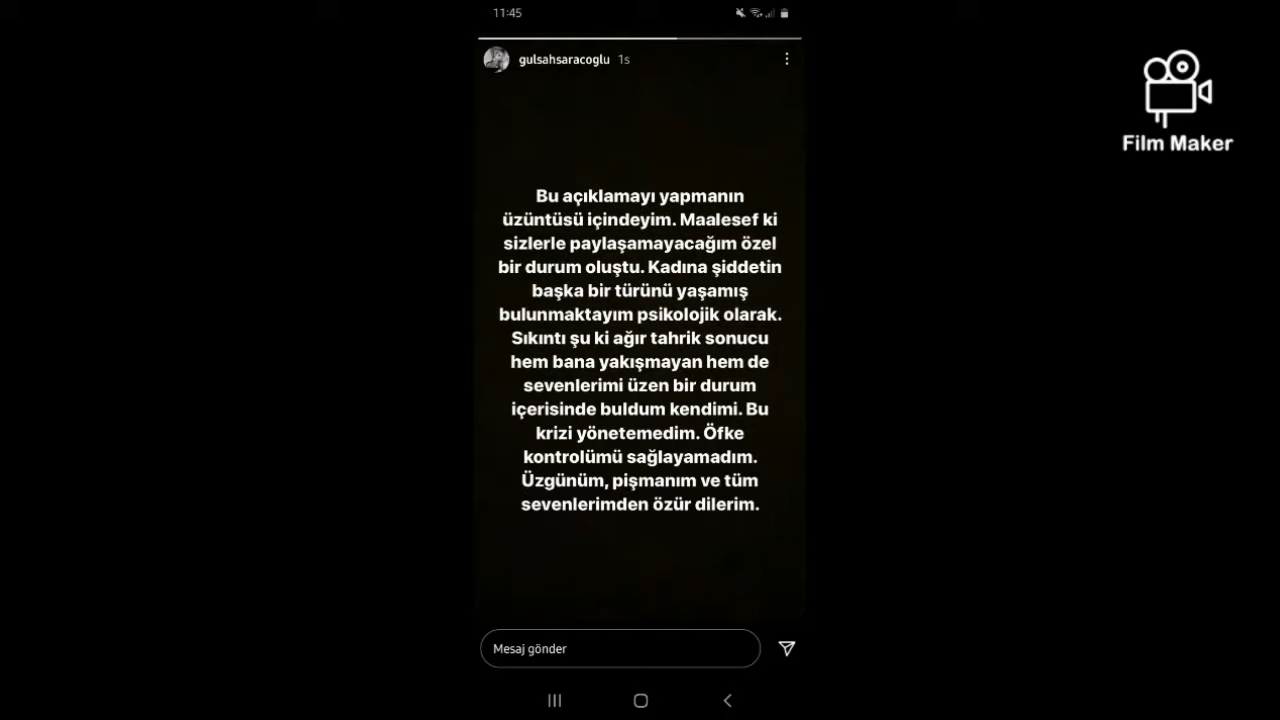 11:45
gulsahsaracoglu 1s
Bu açıklamayı yapmanın
üzüntüsü içindeyim. Maalesef ki
sizlerle paylaşamayacağım özel
bir durum oluştu. Kadına şiddetin
başka bir türünü yaşamış
bulunmaktayım psikolojik olarak.
Sıkıntı şu ki ağır tahrik sonucu
hem bana yakışmayan hem de
sevenlerimi üzen bir durum
içerisinde buldum kendimi. Bu
krizi yönetemedim. Öfke
kontrolümü sağlayamadım.
Üzgünüm, pişmanım ve tüm
sevenlerimden özür dilerim.
Mesaj gönder
Film Maker